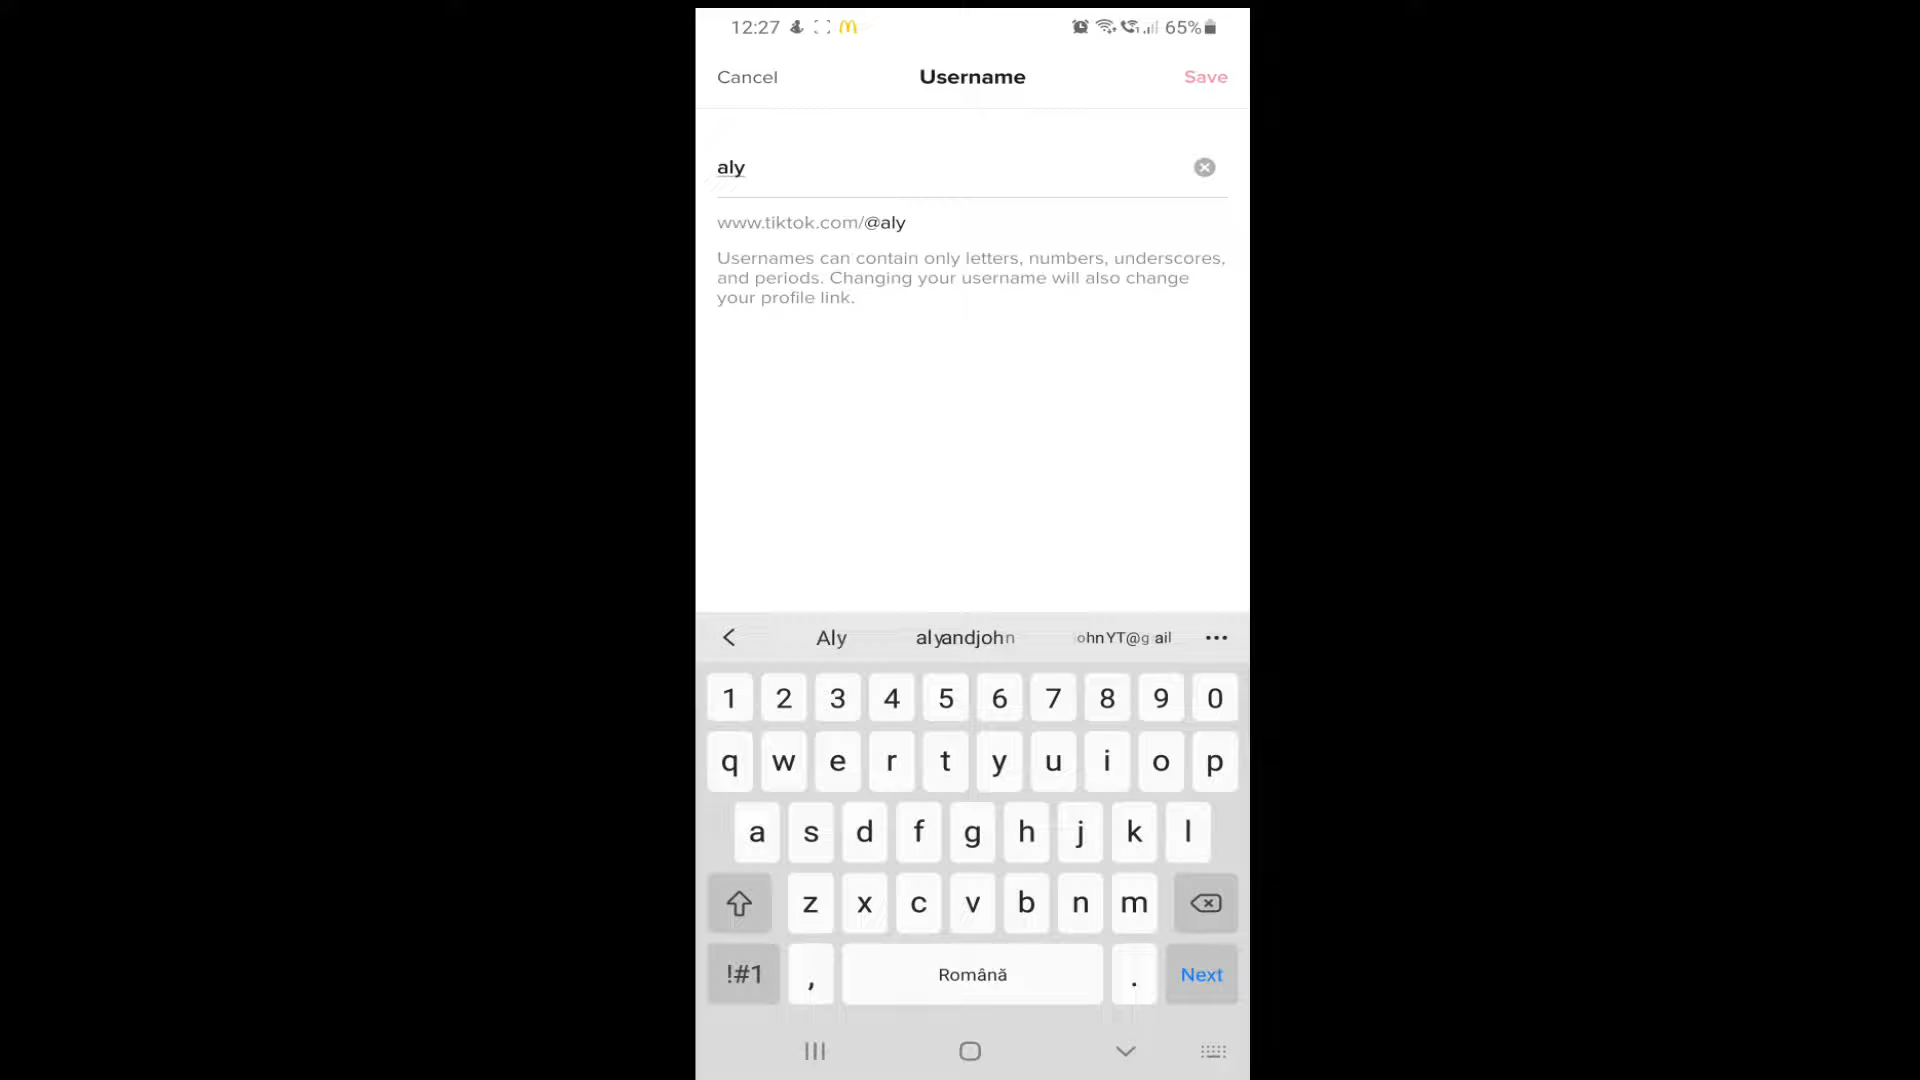 12:27 65%
Cancel Username Save
aly
www.tiktok.com/@aly
Usernames can contain only letters, numbers, underscores,
and periods. Changing your username will also change
your profile link.
Aly alyandjohn ohnYT@g ail
1 2 3 4 5 6 7 8 9 0
q w e r t y u i o p
a s d f g h j k l
z x c v b n m
!#1 , Română . Next